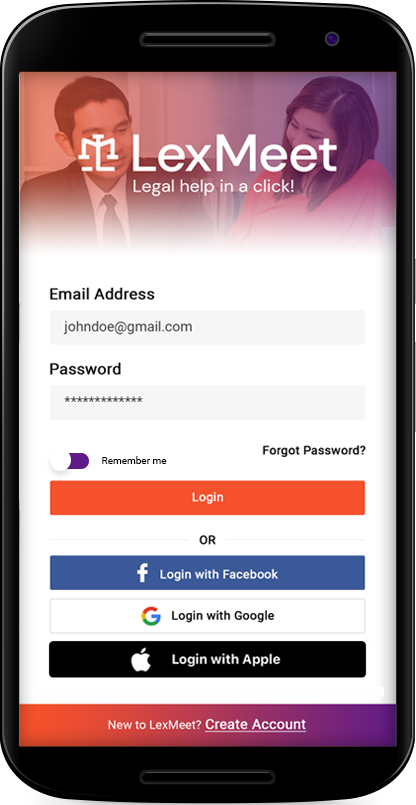 LexMeet
Legal help in a click!
Email Address
johndoe@gmail.com
Password
*************
Remember me
Forgot Password?
Login
OR
Login with Facebook
Login with Google
Login with Apple
New to LexMeet? Create Account